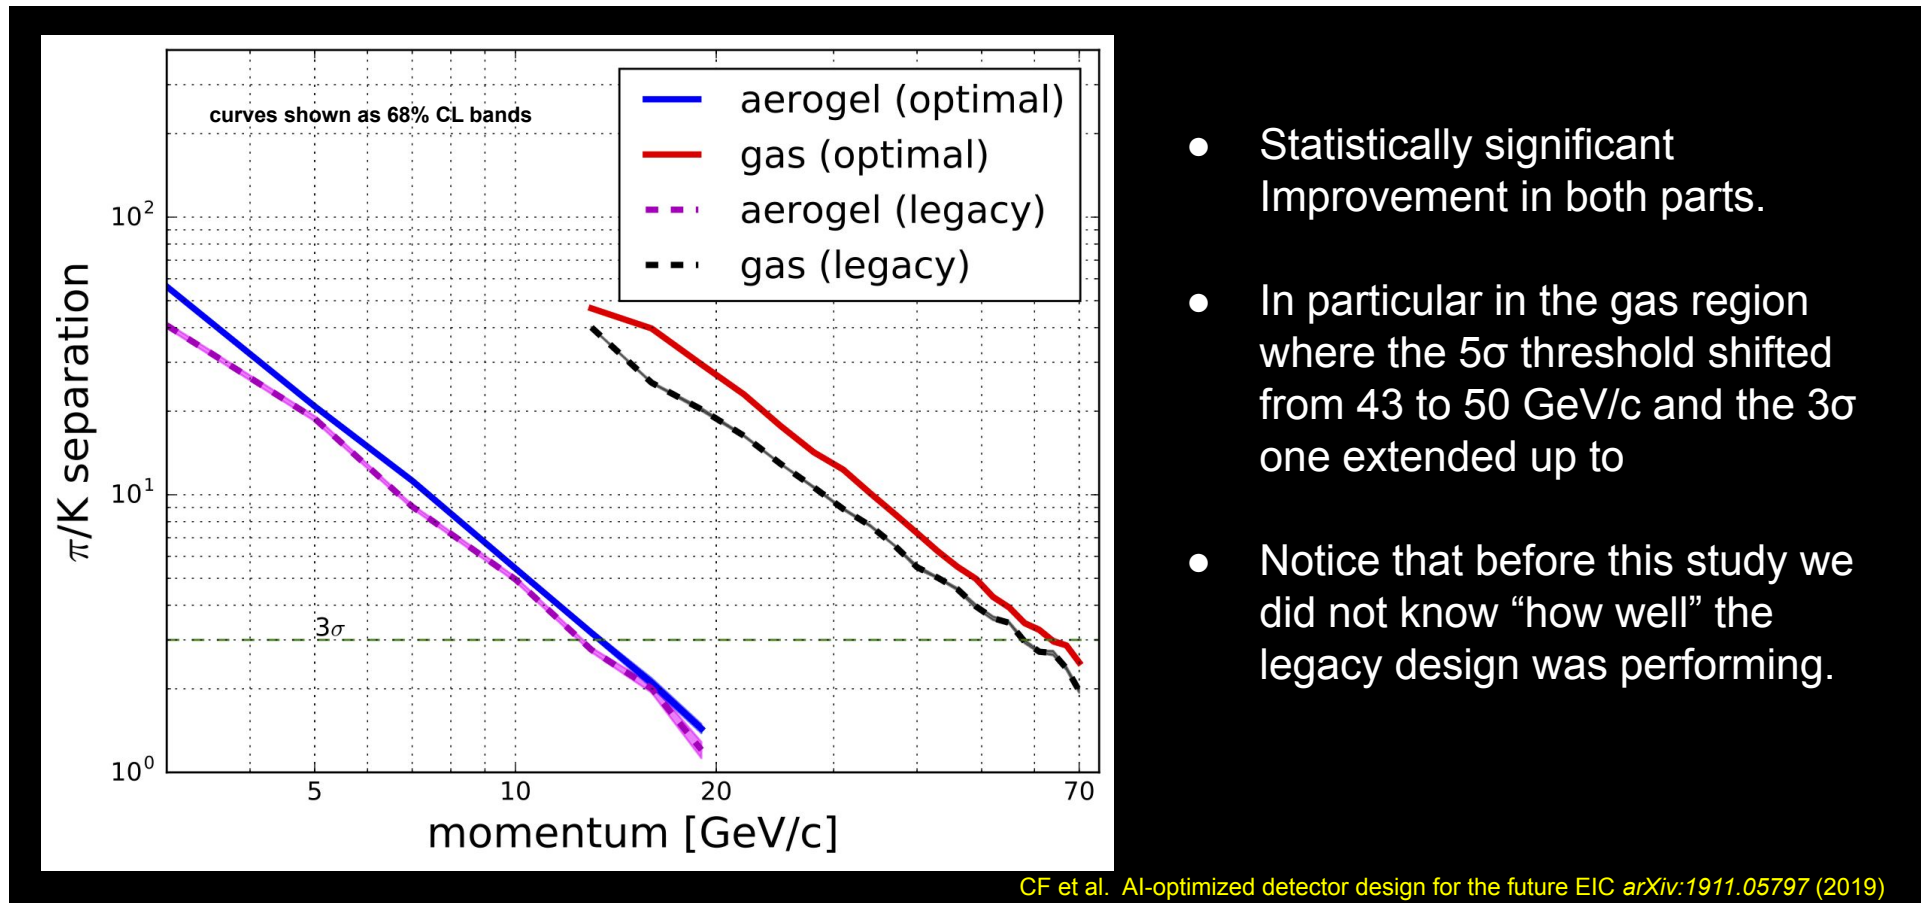 curves shown as 68% CL bands
aerogel (optimal)
gas (optimal)
aerogel (legacy)
gas (legacy)
π/K separation
10²
10¹
10⁰
3σ
5
10
20
70
momentum [GeV/c]
● Statistically significant
Improvement in both parts.
● In particular in the gas region
where the 5σ threshold shifted
from 43 to 50 GeV/c and the 3σ
one extended up to
● Notice that before this study we
did not know “how well” the
legacy design was performing.
CF et al. AI-optimized detector design for the future EIC arXiv:1911.05797 (2019)